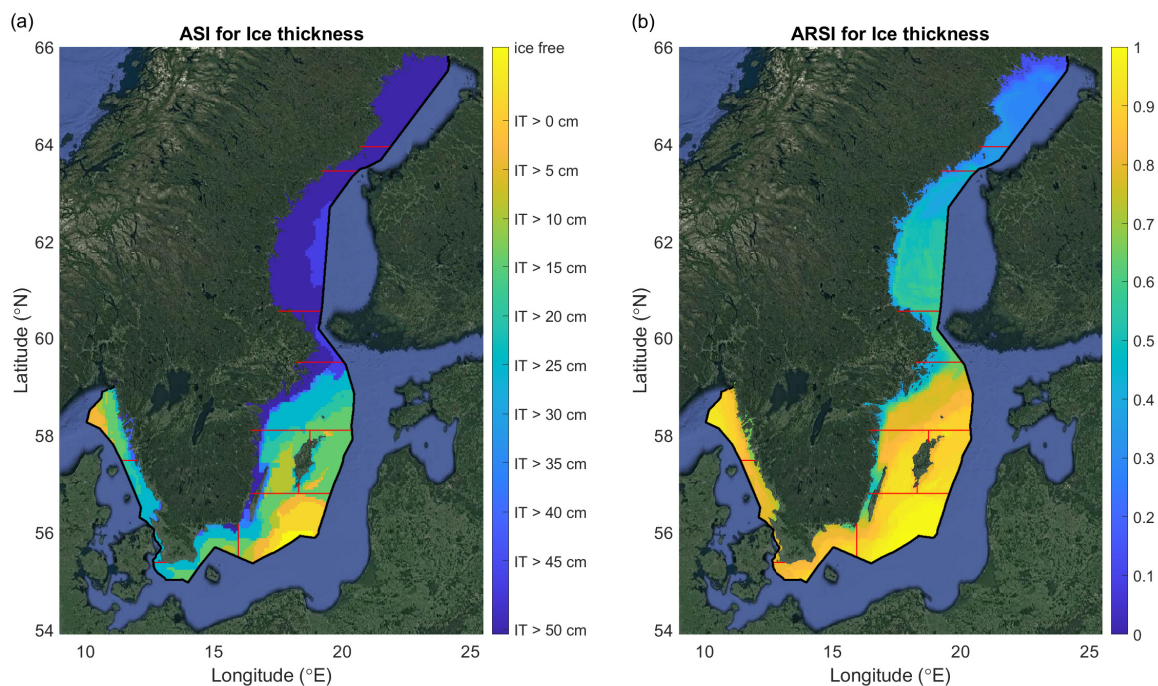 (a)
ASI for Ice thickness
66
64
62
60
58
56
54
Latitude (°N)
10
15
20
25
Longitude (°E)
ice free
IT > 0 cm
IT > 5 cm
IT > 10 cm
IT > 15 cm
IT > 20 cm
IT > 25 cm
IT > 30 cm
IT > 35 cm
IT > 40 cm
IT > 45 cm
IT > 50 cm
(b)
ARSI for Ice thickness
66
64
62
60
58
56
54
Latitude (°N)
10
15
20
25
Longitude (°E)
1
0.9
0.8
0.7
0.6
0.5
0.4
0.3
0.2
0.1
0